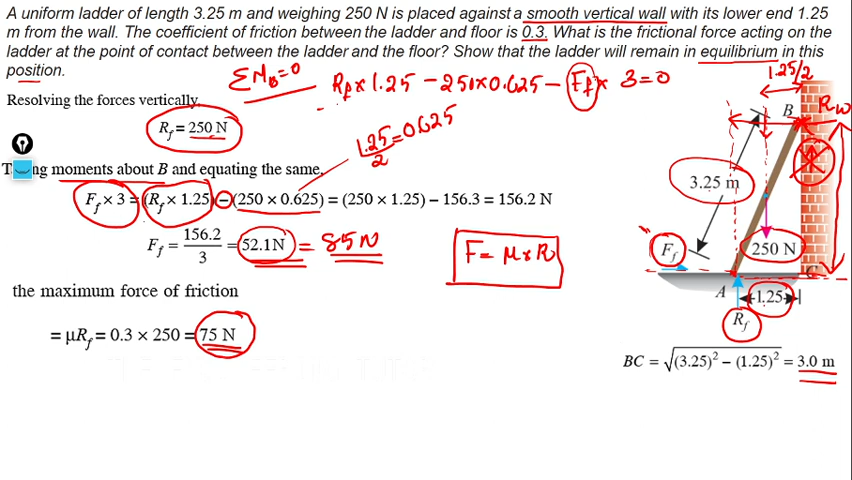 A uniform ladder of length 3.25 m and weighing 250 N is placed against a smooth vertical wall with its lower end 1.25
m from the wall. The coefficient of friction between the ladder and floor is 0.3. What is the frictional force acting on the
ladder at the point of contact between the ladder and the floor? Show that the ladder will remain in equilibrium in this
position.
ΣM_B=0
R_f × 1.25 − 250×0.625 − F_f × 3=0
1.25/2
Resolving the forces vertically,
R_f = 250 N
1.25/2 = 0.625
T ng moments about B and equating the same,
F_f × 3 = (R_f × 1.25) − (250 × 0.625) = (250 × 1.25) – 156.3 = 156.2 N
F_f = 156.2/3 = 52.1N = 85N
F = μ × R
the maximum force of friction
= μR_f = 0.3 × 250 = 75 N
B
R_w
3.25 m
F_f
250 N
A
1.25
R_f
BC = √(3.25)² – (1.25)² = 3.0 m